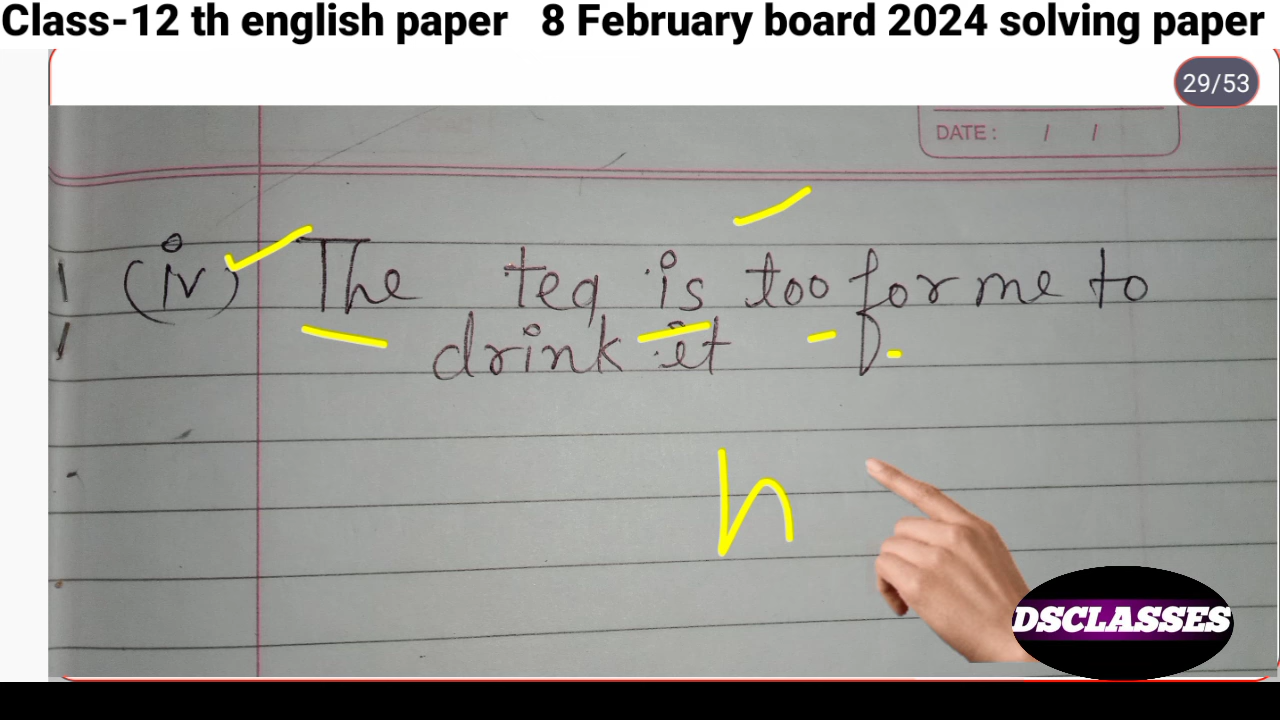 Class-12 th english paper 8 February board 2024 solving paper
29/53
DATE: / /
(iv) The teq is too for me to
drink it
h
DSCLASSES